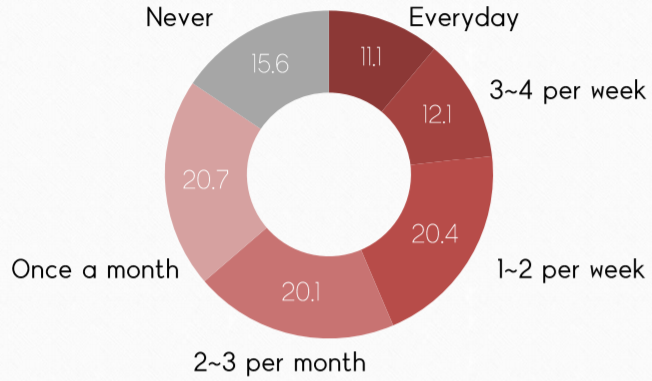 Never
Everyday
15.6
11.1
3~4 per week
12.1
20.7
20.4
Once a month
1~2 per week
20.1
2~3 per month